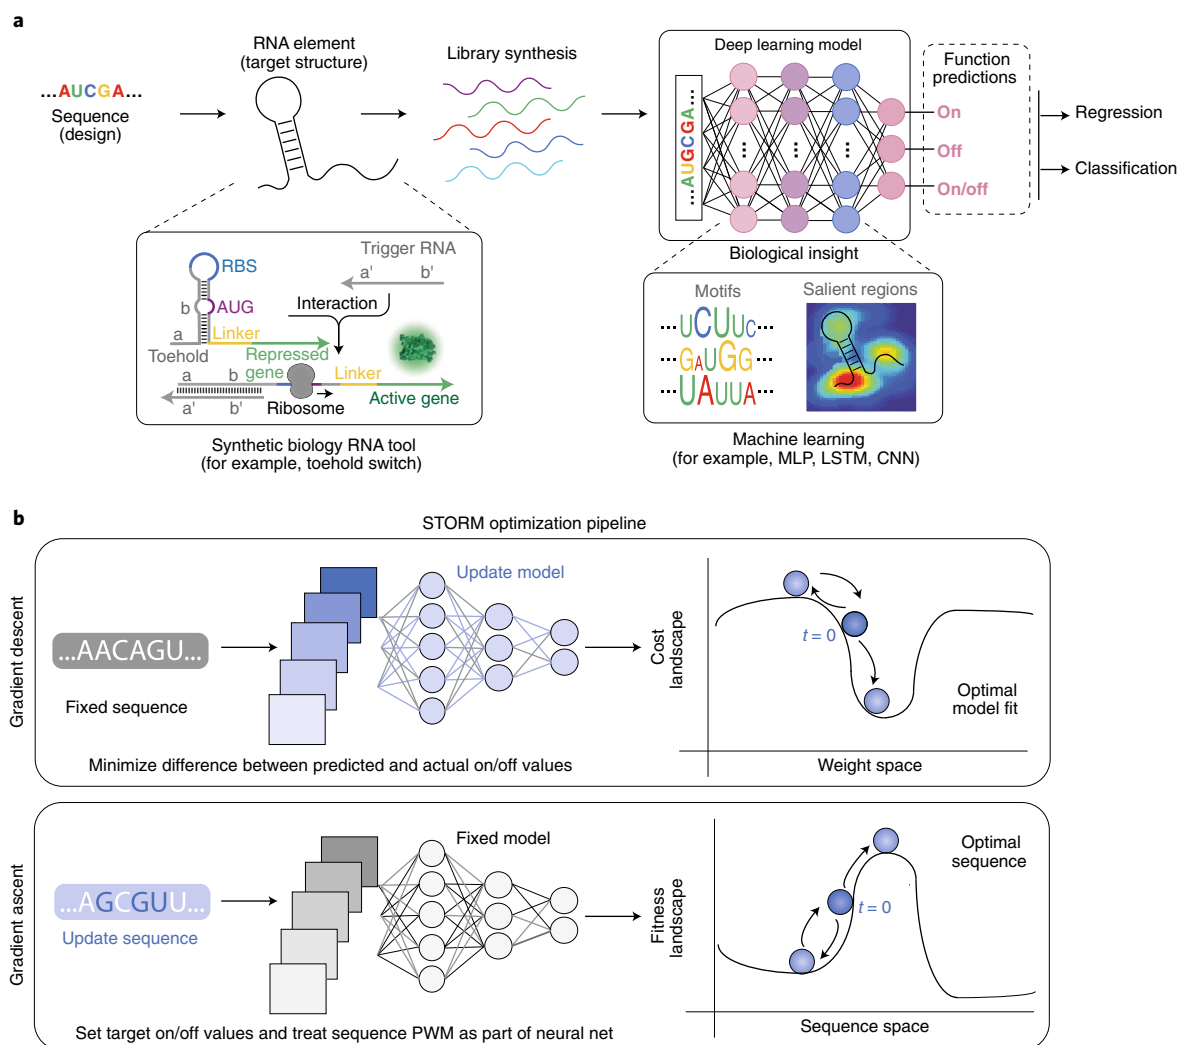 a
...AUCGA...
Sequence
(design)
RNA element
(target structure)
Library synthesis
Deep learning model
...AUGCGA...
Function
predictions
On
Off
On/off
Regression
Classification
RBS
b
AUG
a
Linker
Toehold
Repressed
gene
Trigger RNA
a' b'
Interaction
a b
Linker
a' b'
Ribosome
Active gene
Synthetic biology RNA tool
(for example, toehold switch)
Biological insight
Motifs
Salient regions
...UCUUC...
...GAUGG...
...UAUUA...
Machine learning
(for example, MLP, LSTM, CNN)
b
STORM optimization pipeline
Gradient descent
...AACAGU...
Fixed sequence
Update model
Minimize difference between predicted and actual on/off values
Cost
landscape
t = 0
Optimal
model fit
Weight space
Gradient ascent
...AGCGUU...
Update sequence
Fixed model
Set target on/off values and treat sequence PWM as part of neural net
Fitness
landscape
t = 0
Optimal
sequence
Sequence space